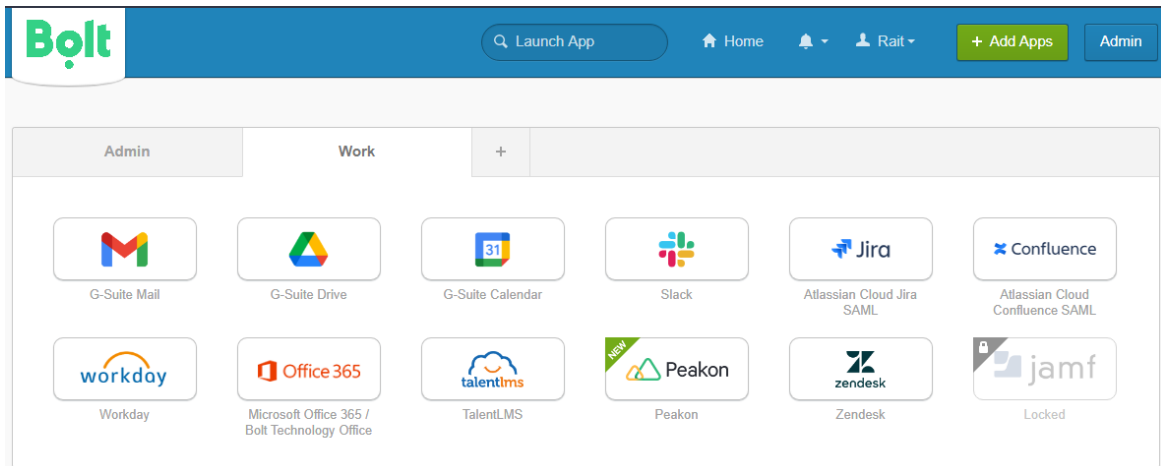 Bolt
Launch App
Home
Rait
+ Add Apps
Admin
Admin
Work
+
31
Jira
Confluence
G-Suite Mail
G-Suite Drive
G-Suite Calendar
Slack
Atlassian Cloud Jira
SAML
Atlassian Cloud
Confluence SAML
workday
Office 365
talentlms
NEW
Peakon
zendesk
jamf
Workday
Microsoft Office 365 /
Bolt Technology Office
TalentLMS
Peakon
Zendesk
Locked